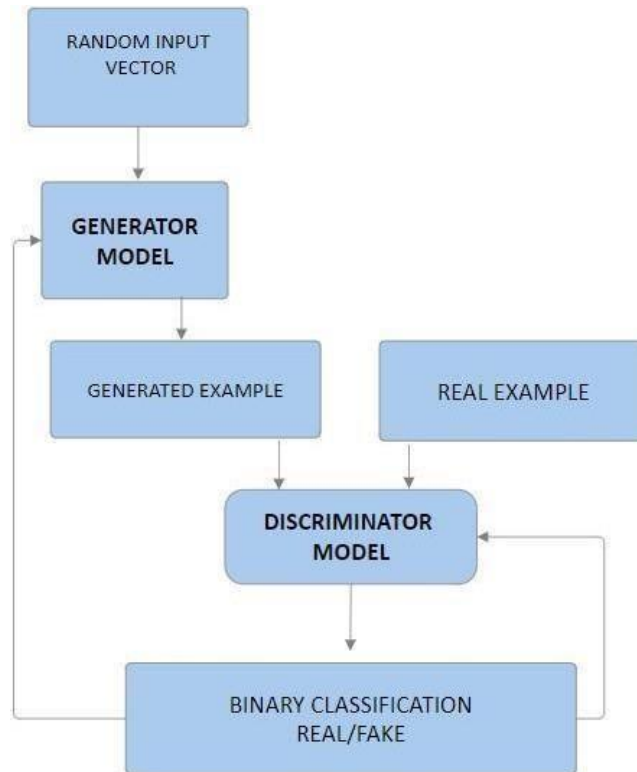 RANDOM INPUT
VECTOR
GENERATOR
MODEL
GENERATED EXAMPLE
REAL EXAMPLE
DISCRIMINATOR
MODEL
BINARY CLASSIFICATION
REAL/FAKE